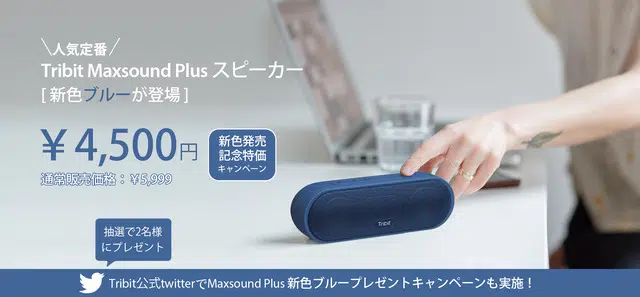 ＼人気定番／
Tribit Maxsound Plus スピーカー
[ 新色ブルーが登場 ]
￥4,500円
通常販売価格：￥5,999
新色発売
記念特価
キャンペーン
Tribit
抽選で2名様
にプレゼント
Tribit公式twitterでMaxsound Plus 新色ブループレゼントキャンペーンも実施！